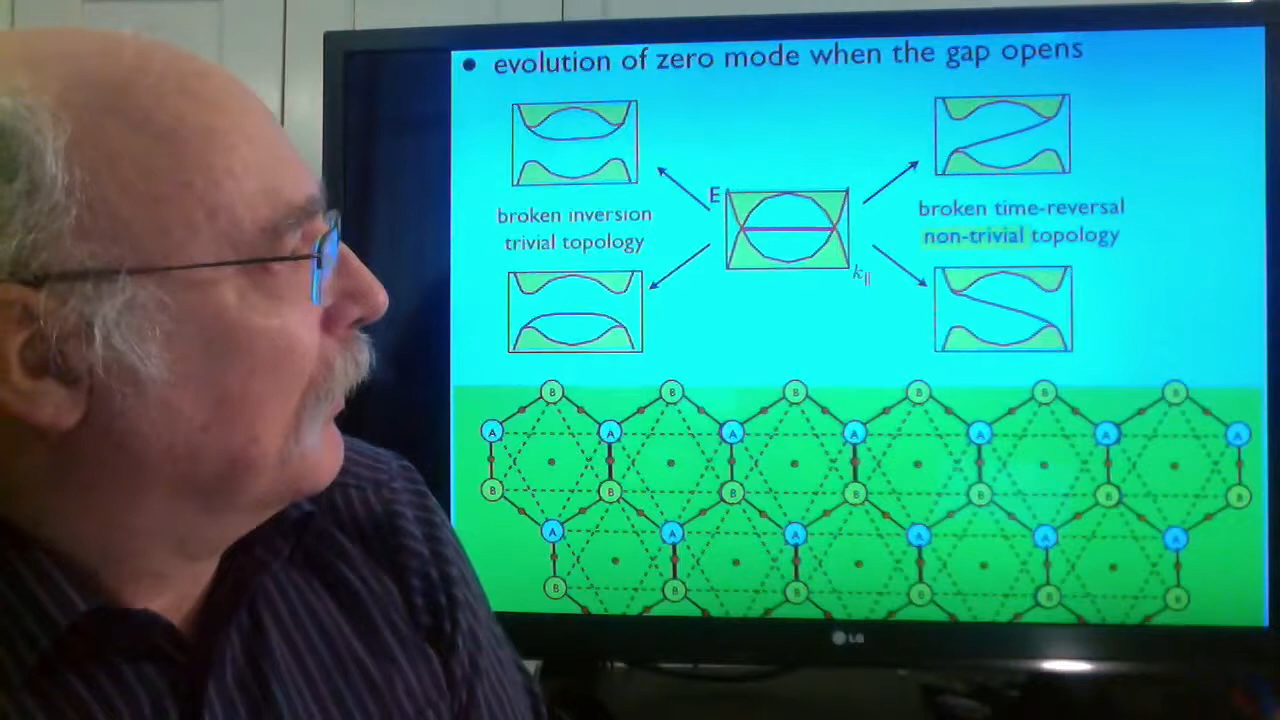 • evolution of zero mode when the gap opens
E
k||
broken inversion
trivial topology
broken time-reversal
non-trivial topology
B B B B B B
A A A A A A A
B B B B B B B
A A A A A A
B B B B B B
LG